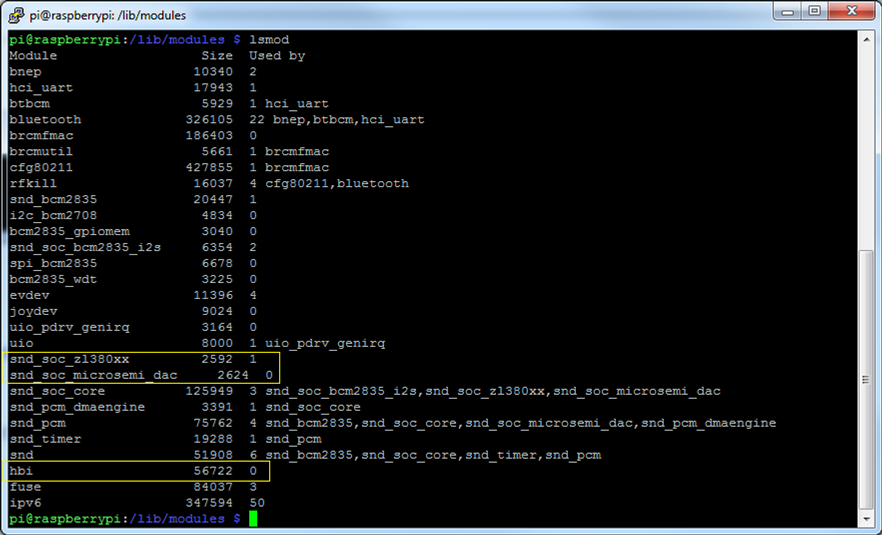 pi@raspberrypi: /lib/modules
pi@raspberrypi:/lib/modules $ lsmod
Module                  Size  Used by
bnep                   10340  2
hci_uart               17943  1
btbcm                   5929  1 hci_uart
bluetooth             326105  22 bnep,btbcm,hci_uart
brcmfmac              186403  0
brcmutil                5661  1 brcmfmac
cfg80211              427855  1 brcmfmac
rfkill                 16037  4 cfg80211,bluetooth
snd_bcm2835            20447  1
i2c_bcm2708             4834  0
bcm2835_gpiomem         3040  0
snd_soc_bcm2835_i2s     6354  2
spi_bcm2835             6678  0
bcm2835_wdt             3225  0
evdev                  11396  4
joydev                  9024  0
uio_pdrv_genirq         3164  0
uio                     8000  1 uio_pdrv_genirq
snd_soc_zl380xx         2592  1
snd_soc_microsemi_dac     2624  0
snd_soc_core          125949  3 snd_soc_bcm2835_i2s,snd_soc_zl380xx,snd_soc_microsemi_dac
snd_pcm_dmaengine       3391  1 snd_soc_core
snd_pcm                75762  4 snd_bcm2835,snd_soc_core,snd_soc_microsemi_dac,snd_pcm_dmaengine
snd_timer              19288  1 snd_pcm
snd                    51908  6 snd_bcm2835,snd_soc_core,snd_timer,snd_pcm
hbi                    56722  0
fuse                   84037  3
ipv6                  347594  50
pi@raspberrypi:/lib/modules $